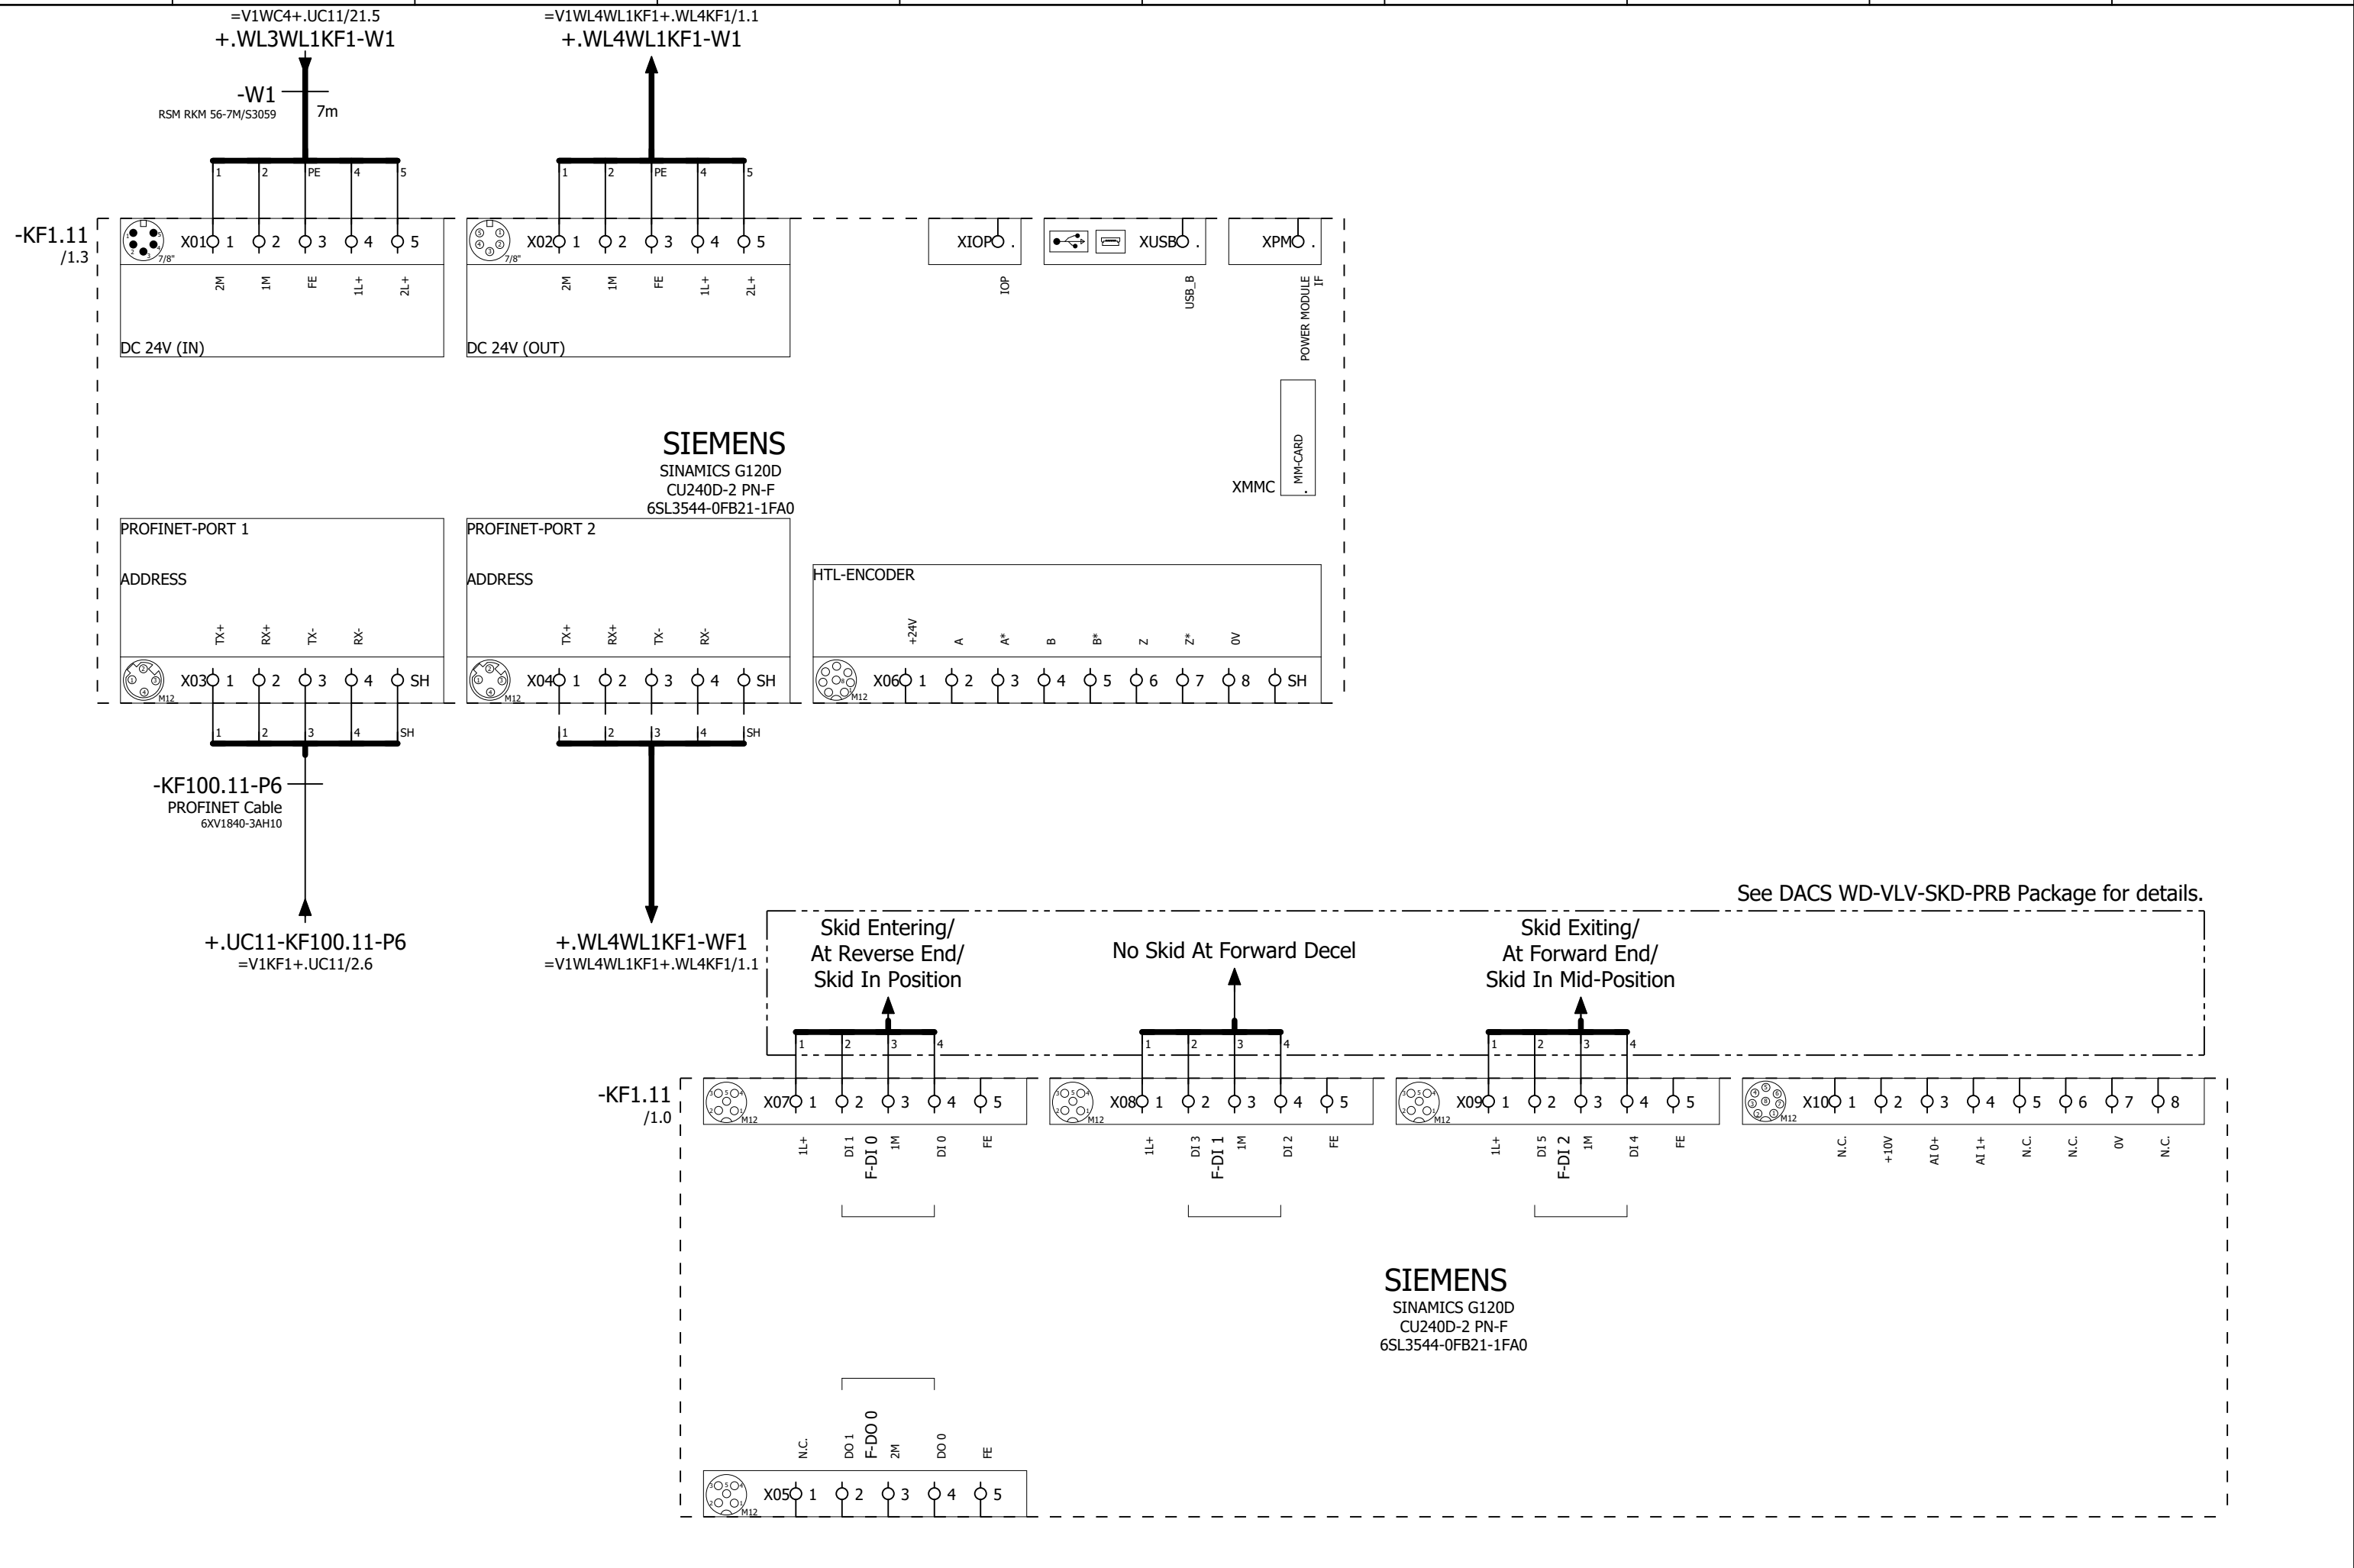 =V1WC4+.UC11/21.5
+.WL3WL1KF1-W1
=V1WL4WL1KF1+.WL4KF1/1.1
+.WL4WL1KF1-W1
-W1
RSM RKM 56-7M/S3059
7m
1 2 PE 4 5
1 2 PE 4 5
-KF1.11
/1.3
7/8"
X01 1 2 3 4 5
2M 1M FE 1L+ 2L+
DC 24V (IN)
7/8"
X02 1 2 3 4 5
2M 1M FE 1L+ 2L+
DC 24V (OUT)
XIOP .
IOP
XUSB .
USB_B
XPM .
POWER MODULE
IF
MM-CARD
XMMC .
SIEMENS
SINAMICS G120D
CU240D-2 PN-F
6SL3544-0FB21-1FA0
PROFINET-PORT 1
ADDRESS
TX+ RX+ TX- RX-
M12
X03 1 2 3 4 SH
1 2 3 4 SH
PROFINET-PORT 2
ADDRESS
TX+ RX+ TX- RX-
M12
X04 1 2 3 4 SH
1 2 3 4 SH
HTL-ENCODER
+24V A A* B B* Z Z* 0V
M12
X06 1 2 3 4 5 6 7 8 SH
-KF100.11-P6
PROFINET Cable
6XV1840-3AH10
+.UC11-KF100.11-P6
=V1KF1+.UC11/2.6
+.WL4WL1KF1-WF1
=V1WL4WL1KF1+.WL4KF1/1.1
See DACS WD-VLV-SKD-PRB Package for details.
Skid Entering/
At Reverse End/
Skid In Position
No Skid At Forward Decel
Skid Exiting/
At Forward End/
Skid In Mid-Position
1 2 3 4
1 2 3 4
1 2 3 4
-KF1.11
/1.0
M12
X07 1 2 3 4 5
1L+ DI 1 F-DI 0 1M DI 0 FE
M12
X08 1 2 3 4 5
1L+ DI 3 F-DI 1 1M DI 2 FE
M12
X09 1 2 3 4 5
1L+ DI 5 F-DI 2 1M DI 4 FE
M12
X10 1 2 3 4 5 6 7 8
N.C. +10V AI 0+ AI 1+ N.C. N.C. 0V N.C.
SIEMENS
SINAMICS G120D
CU240D-2 PN-F
6SL3544-0FB21-1FA0
N.C. DO 1 F-DO 0 2M DO 0 FE
M12
X05 1 2 3 4 5